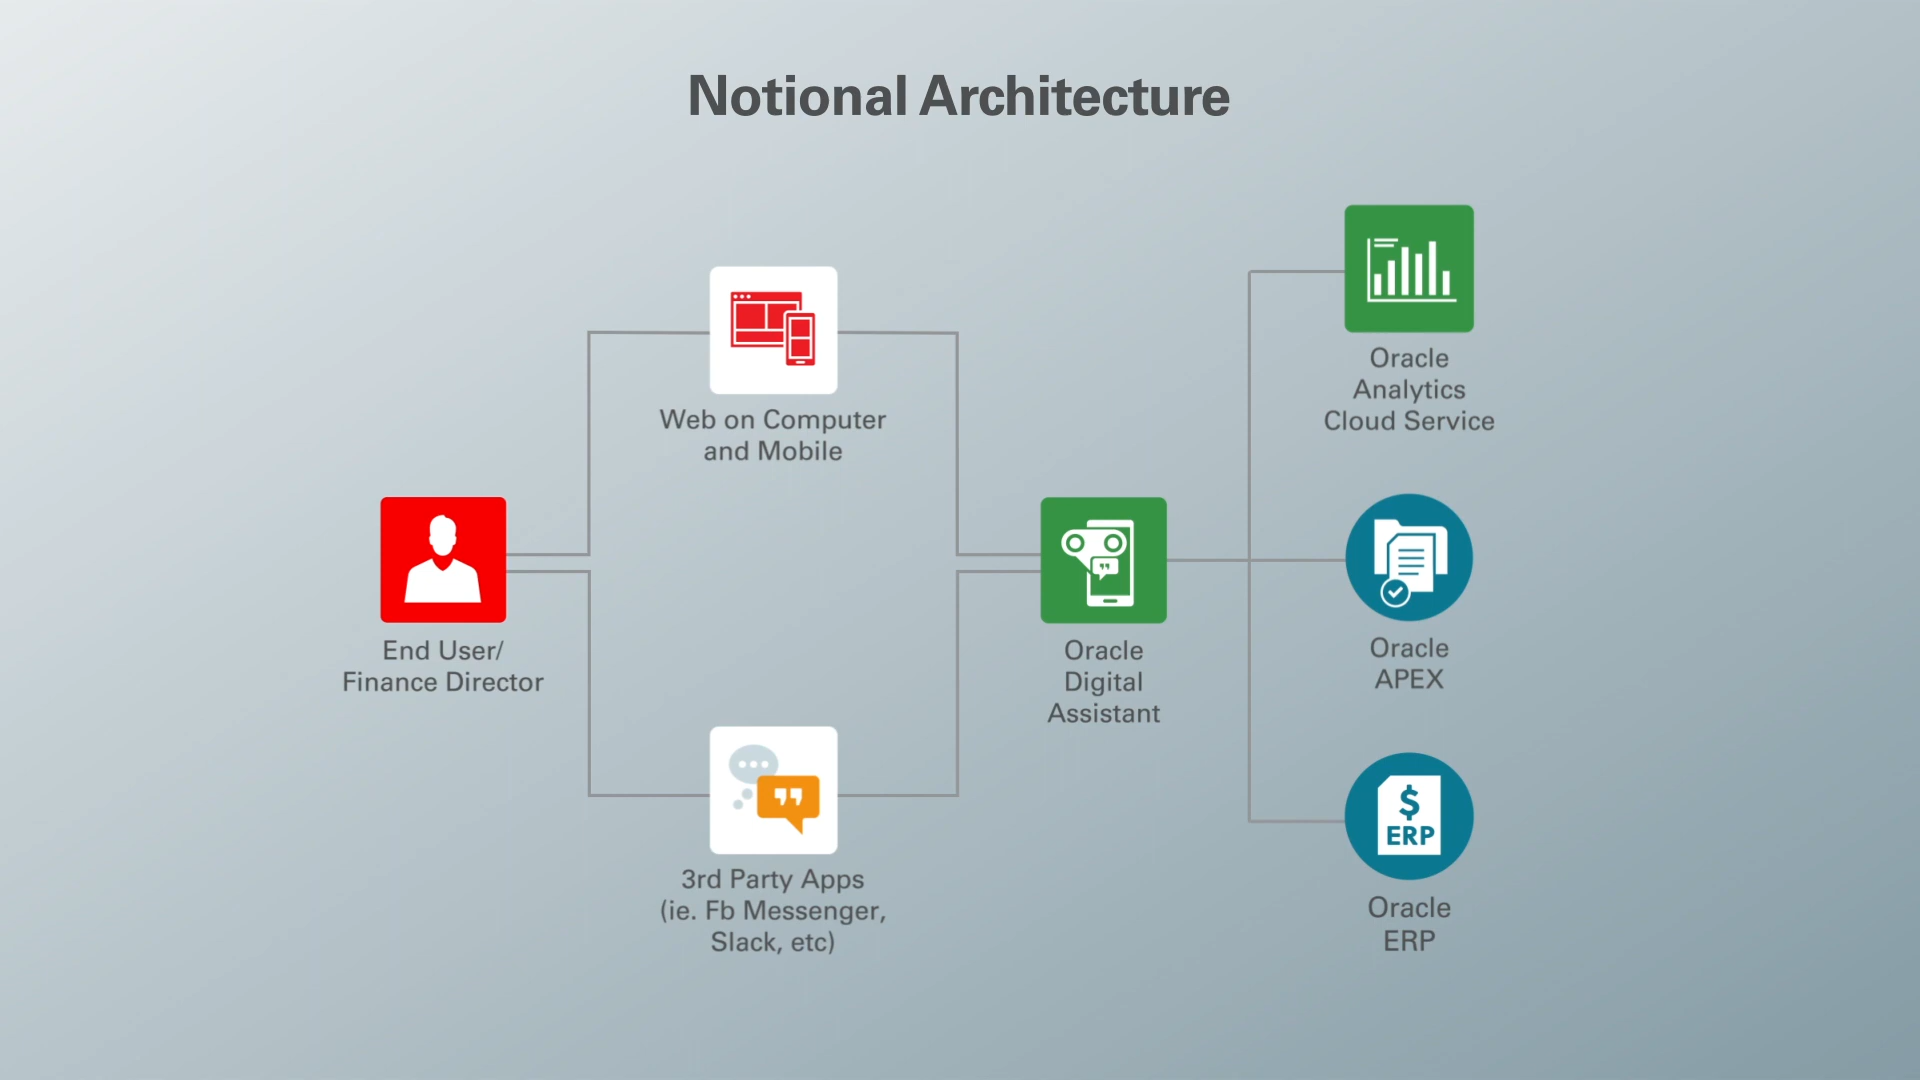 Notional Architecture
Web on Computer
and Mobile
End User/
Finance Director
3rd Party Apps
(ie. Fb Messenger,
Slack, etc)
Oracle
Digital
Assistant
Oracle
Analytics
Cloud Service
Oracle
APEX
$
ERP
Oracle
ERP